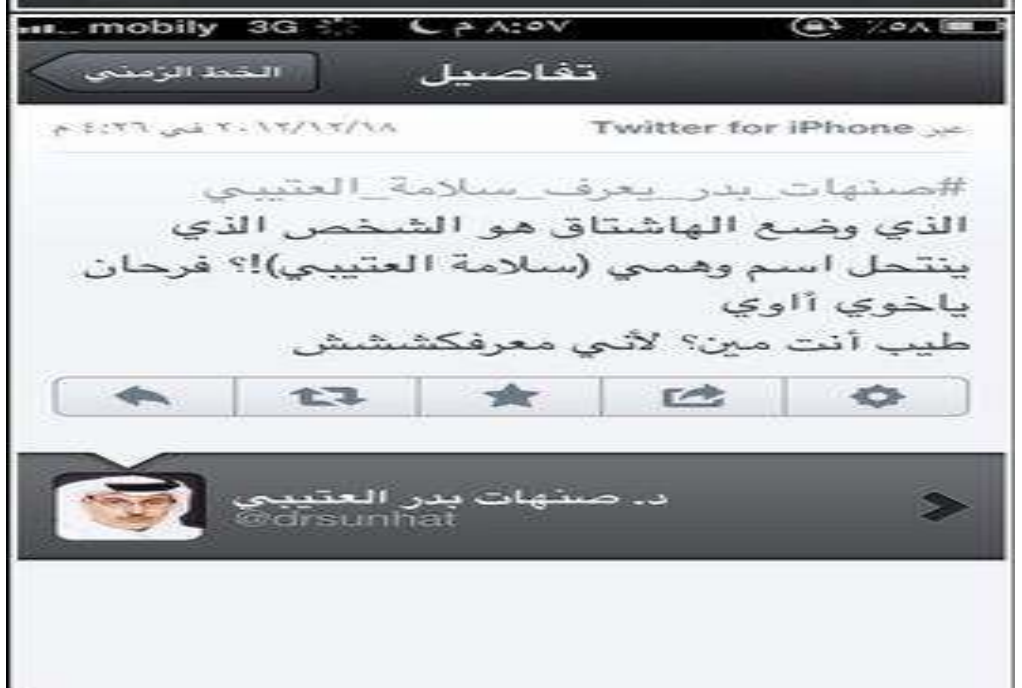 mobily 3G ٨:٥٧ م ٪٥٨
الخط الزمني تفاصيل
عبر Twitter for iPhone ٢٠١٢/١٢/١٨ في ٤:٢٦ م
#صنهات_بدر_يعرف_سلامة_العتيبي
الذي وضع الهاشتاق هو الشخص الذي
ينتحل اسم وهمي (سلامة العتيبي)!؟ فرحان
ياخوي أاوي
طيب أنت مين؟ لأني معرفكششش
د. صنهات بدر العتيبي
@drsunhat